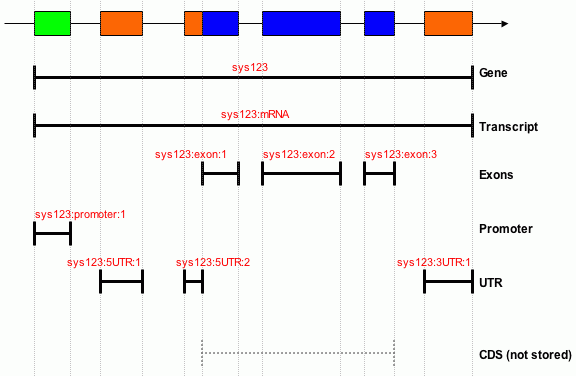 sys123
Gene
sys123:mRNA
Transcript
sys123:exon:1
sys123:exon:2
sys123:exon:3
Exons
sys123:promoter:1
Promoter
sys123:5UTR:1
sys123:5UTR:2
sys123:3UTR:1
UTR
CDS (not stored)